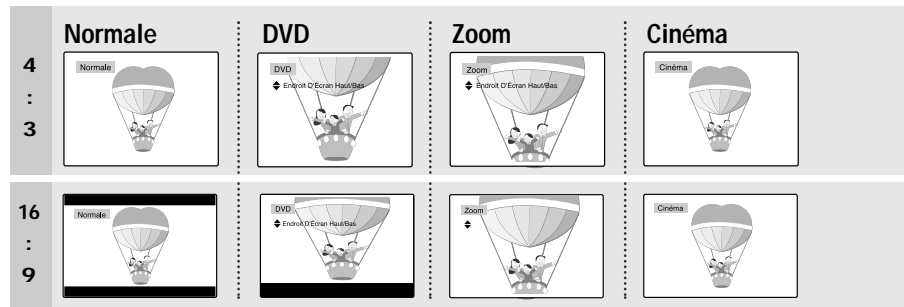 Normale DVD Zoom Cinéma
4
:
3
Normale
DVD
Endroit D'Écran Haut/Bas
Zoom
Endroit D'Écran Haut/Bas
Cinéma
16
:
9
Normale
DVD
Endroit D'Écran Haut/Bas
Zoom
Cinéma